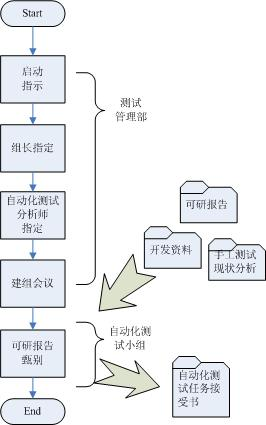 Start
启动
指示
测试
管理部
组长指定
自动化测试
分析师
指定
可研报告
开发资料
手工测试
现状分析
建组会议
可研报告
甄别
自动化测
试小组
自动化测
试任务接
受书
End